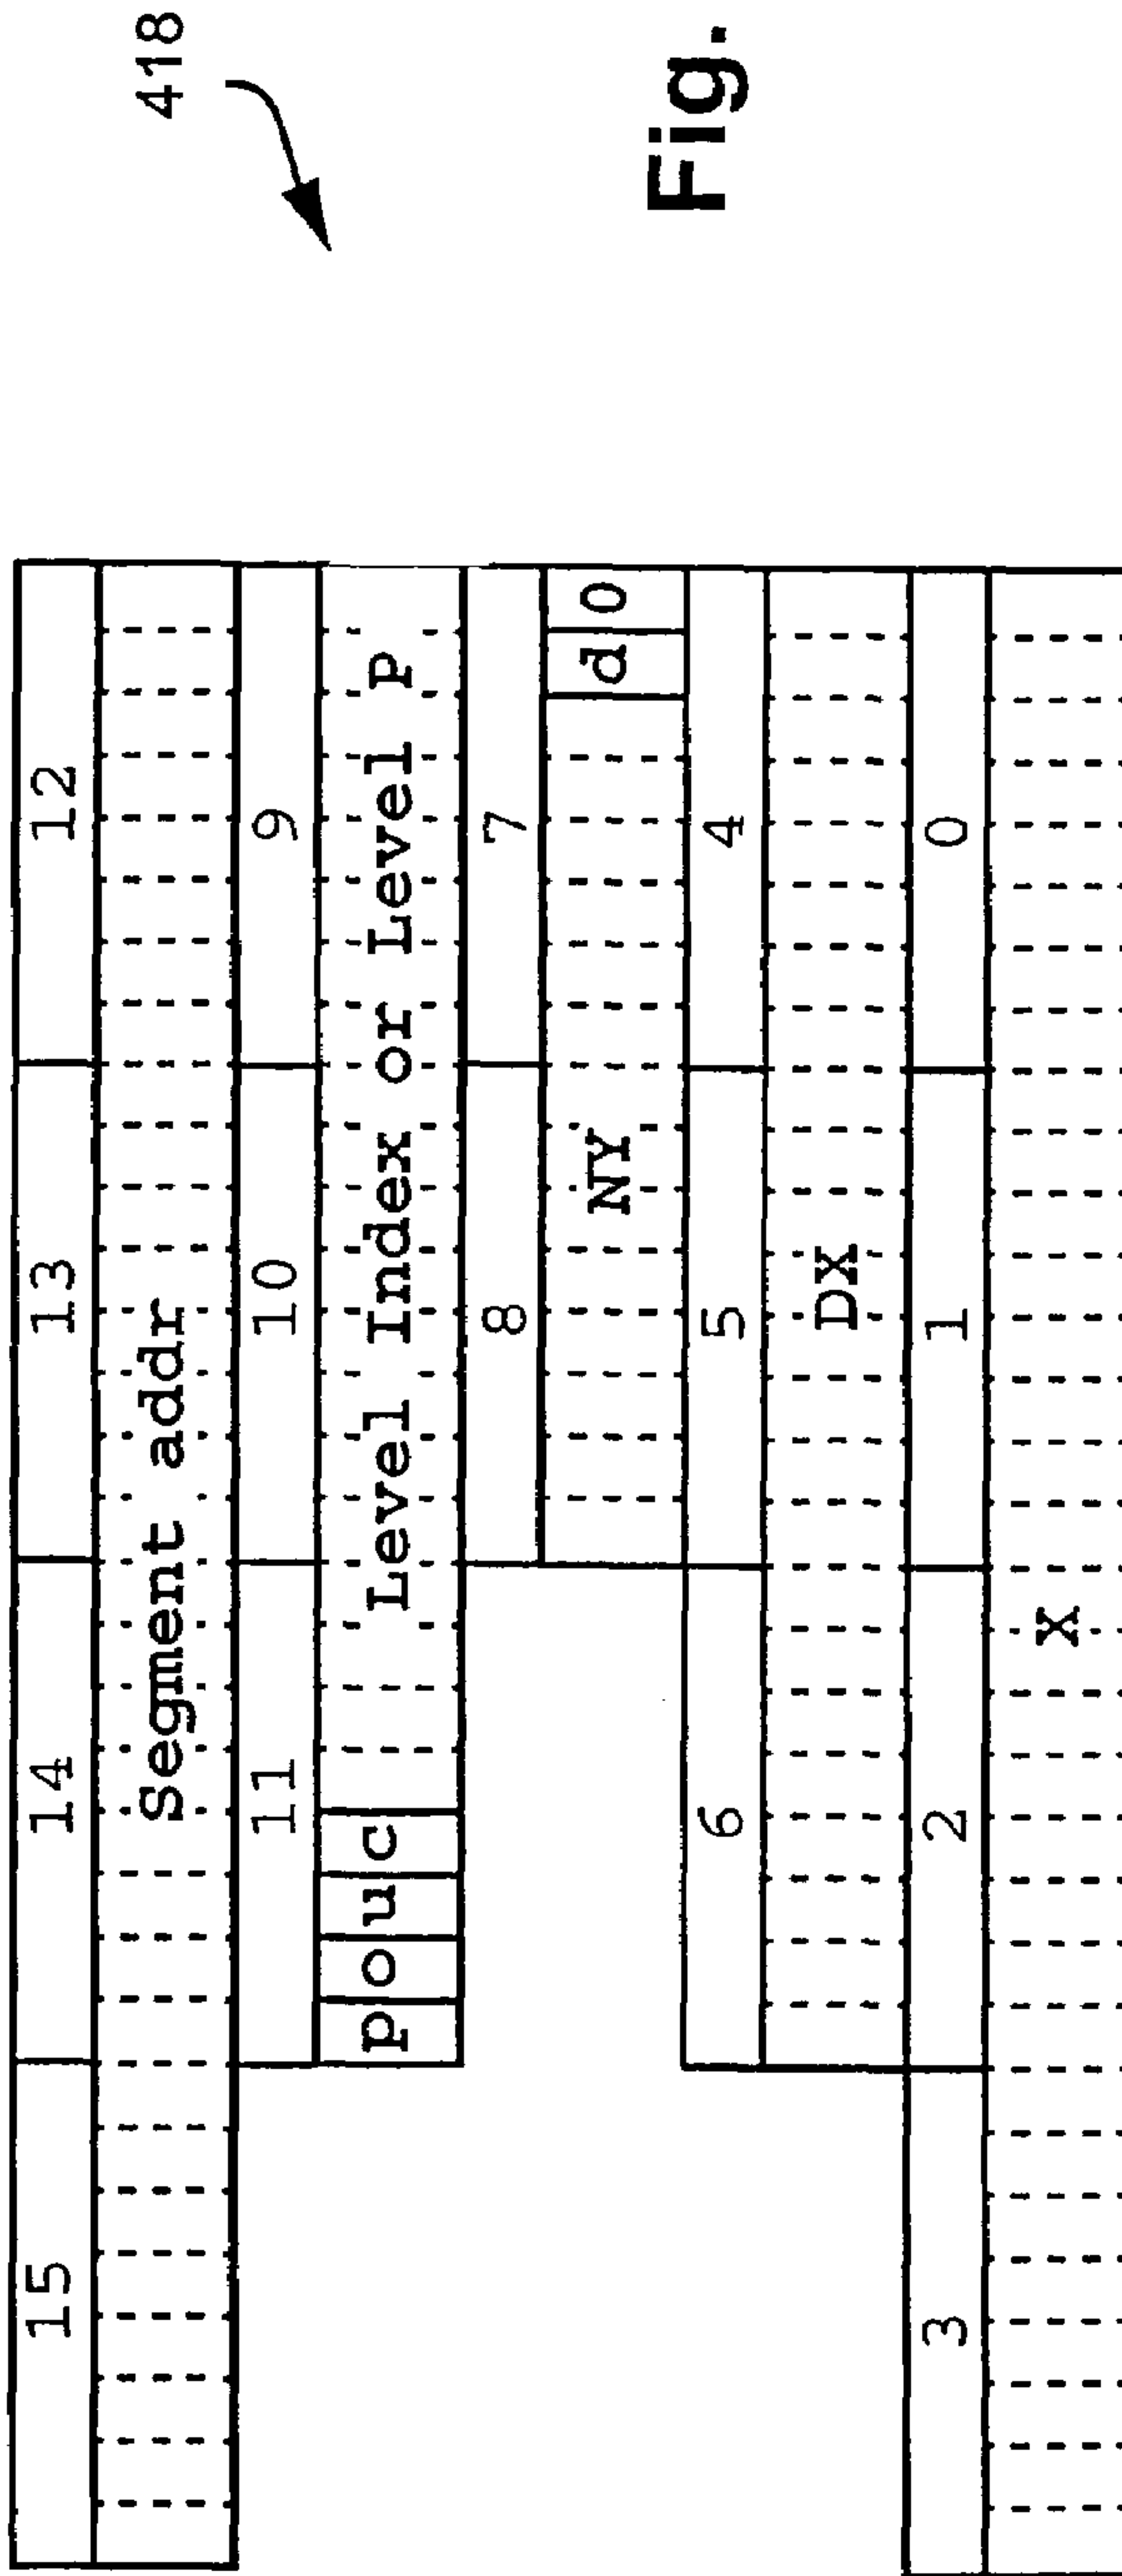 418
15 14 13 12
Segment addr
11 10 9
p o u c Level Index or Level P
8 7
NY d 0
6 5 4
DX
3 2 1 0
X
Fig.